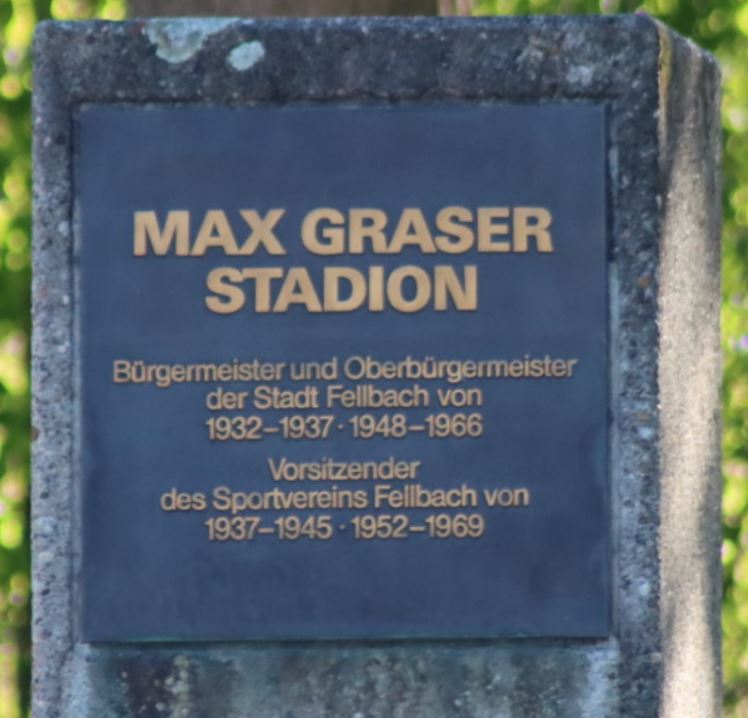 MAX GRASER
STADION
Bürgermeister und Oberbürgermeister
der Stadt Fellbach von
1932–1937 · 1948–1966
Vorsitzender
des Sportvereins Fellbach von
1937–1945 · 1952–1969